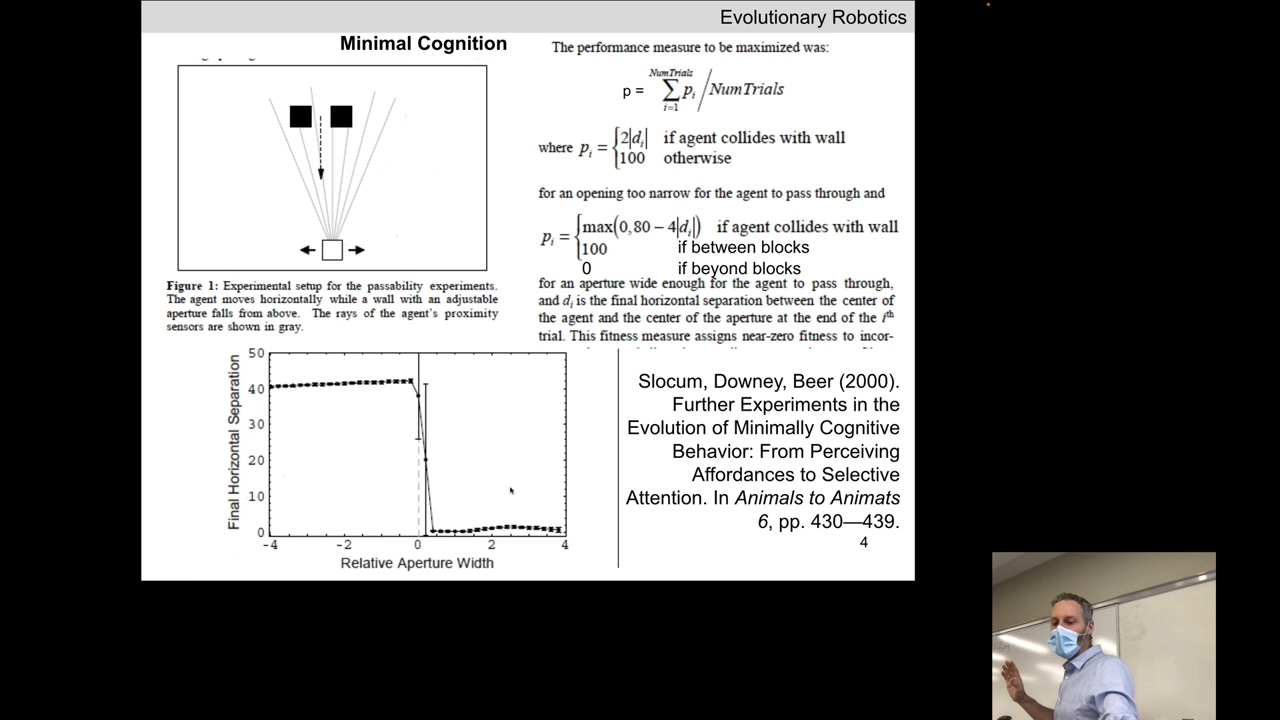 Evolutionary Robotics
Minimal Cognition
Figure 1: Experimental setup for the passability experiments.
The agent moves horizontally while a wall with an adjustable
aperture falls from above. The rays of the agent's proximity
sensors are shown in gray.
The performance measure to be maximized was:
p = NumTrials ∑ i=1 p_i / NumTrials
where p_i = { 2|d_i| if agent collides with wall
100 otherwise
for an opening too narrow for the agent to pass through and
p_i = { max(0, 80 − 4|d_i|) if agent collides with wall
100 if between blocks
0 if beyond blocks
for an aperture wide enough for the agent to pass through,
and d_i is the final horizontal separation between the center of
the agent and the center of the aperture at the end of the i^th
trial. This fitness measure assigns near-zero fitness to incor-
Final Horizontal Separation
50
40
30
20
10
0
-4 -2 0 2 4
Relative Aperture Width
Slocum, Downey, Beer (2000).
Further Experiments in the
Evolution of Minimally Cognitive
Behavior: From Perceiving
Affordances to Selective
Attention. In Animals to Animats
6, pp. 430—439.
4